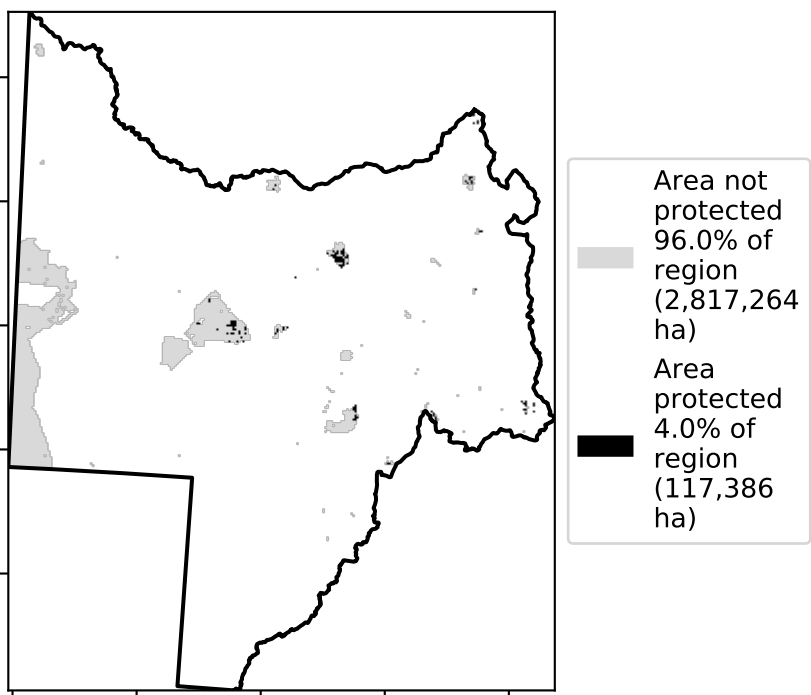 Area not
protected
96.0% of
region
(2,817,264
ha)
Area
protected
4.0% of
region
(117,386
ha)